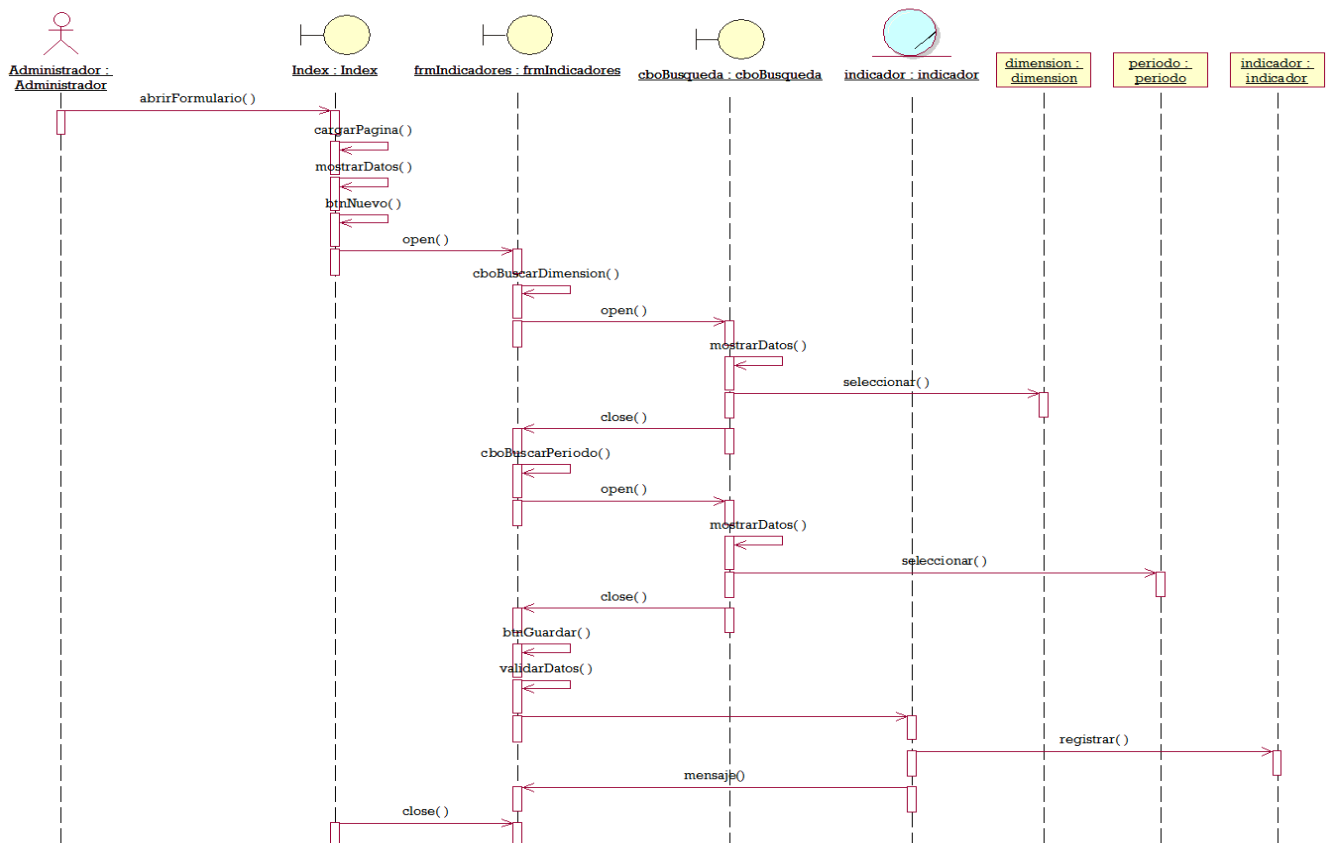 Administrador :
Administrador
Index : Index
frmIndicadores : frmIndicadores
cboBusqueda : cboBusqueda
indicador : indicador
dimension :
dimension
periodo :
periodo
indicador :
indicador
abrirFormulario( )
cargarPagina( )
mostrarDatos( )
btnNuevo( )
open( )
cboBuscarDimension( )
open( )
mostrarDatos( )
seleccionar( )
close( )
cboBuscarPeriodo( )
open( )
mostrarDatos( )
seleccionar( )
close( )
btnGuardar( )
validarDatos( )
registrar( )
mensaje()
close( )